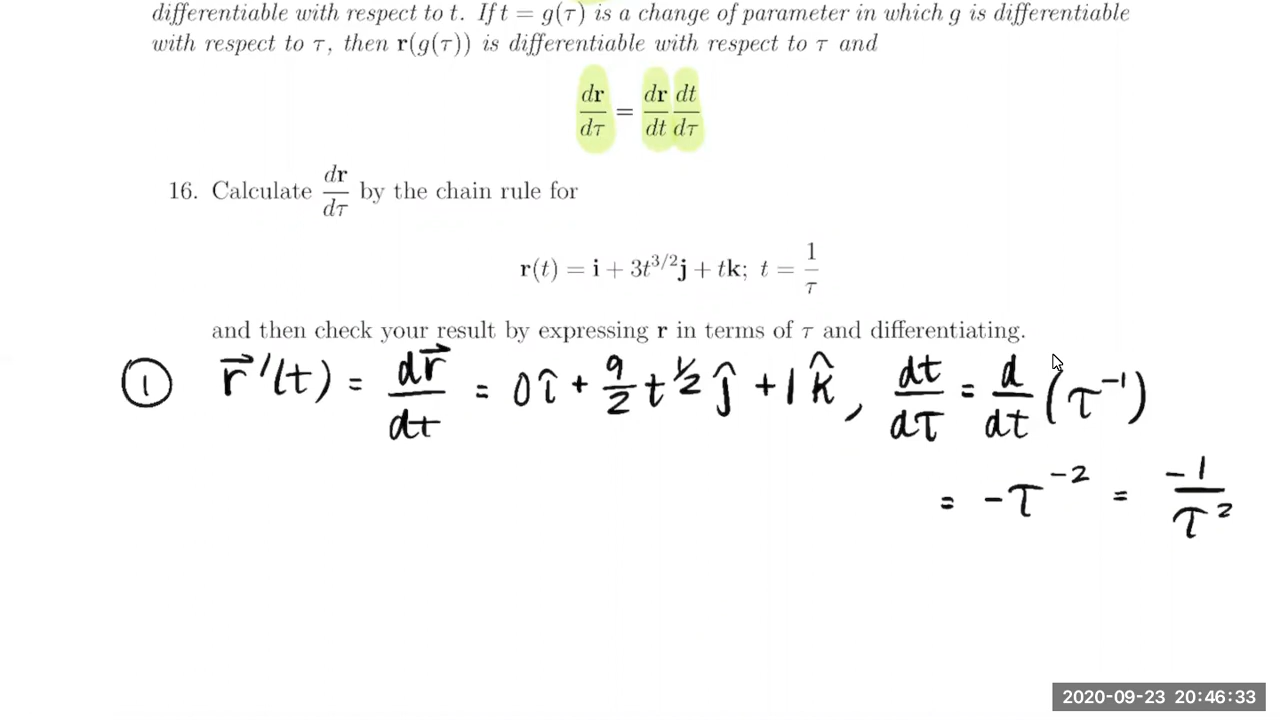 differentiable with respect to t. If t = g(τ) is a change of parameter in which g is differentiable
with respect to τ, then r(g(τ)) is differentiable with respect to τ and
dr/dτ = dr/dt dt/dτ
16. Calculate dr/dτ by the chain rule for
r(t) = i + 3t^{3/2}j + tk; t = 1/τ
and then check your result by expressing r in terms of τ and differentiating.
① r⃗'(t) = dr⃗/dt = 0î + 9/2 t^{1/2} ĵ + 1 k̂, dt/dτ = d/dt (τ^{-1})
= -τ^{-2} = -1/τ^2
2020-09-23 20:46:33